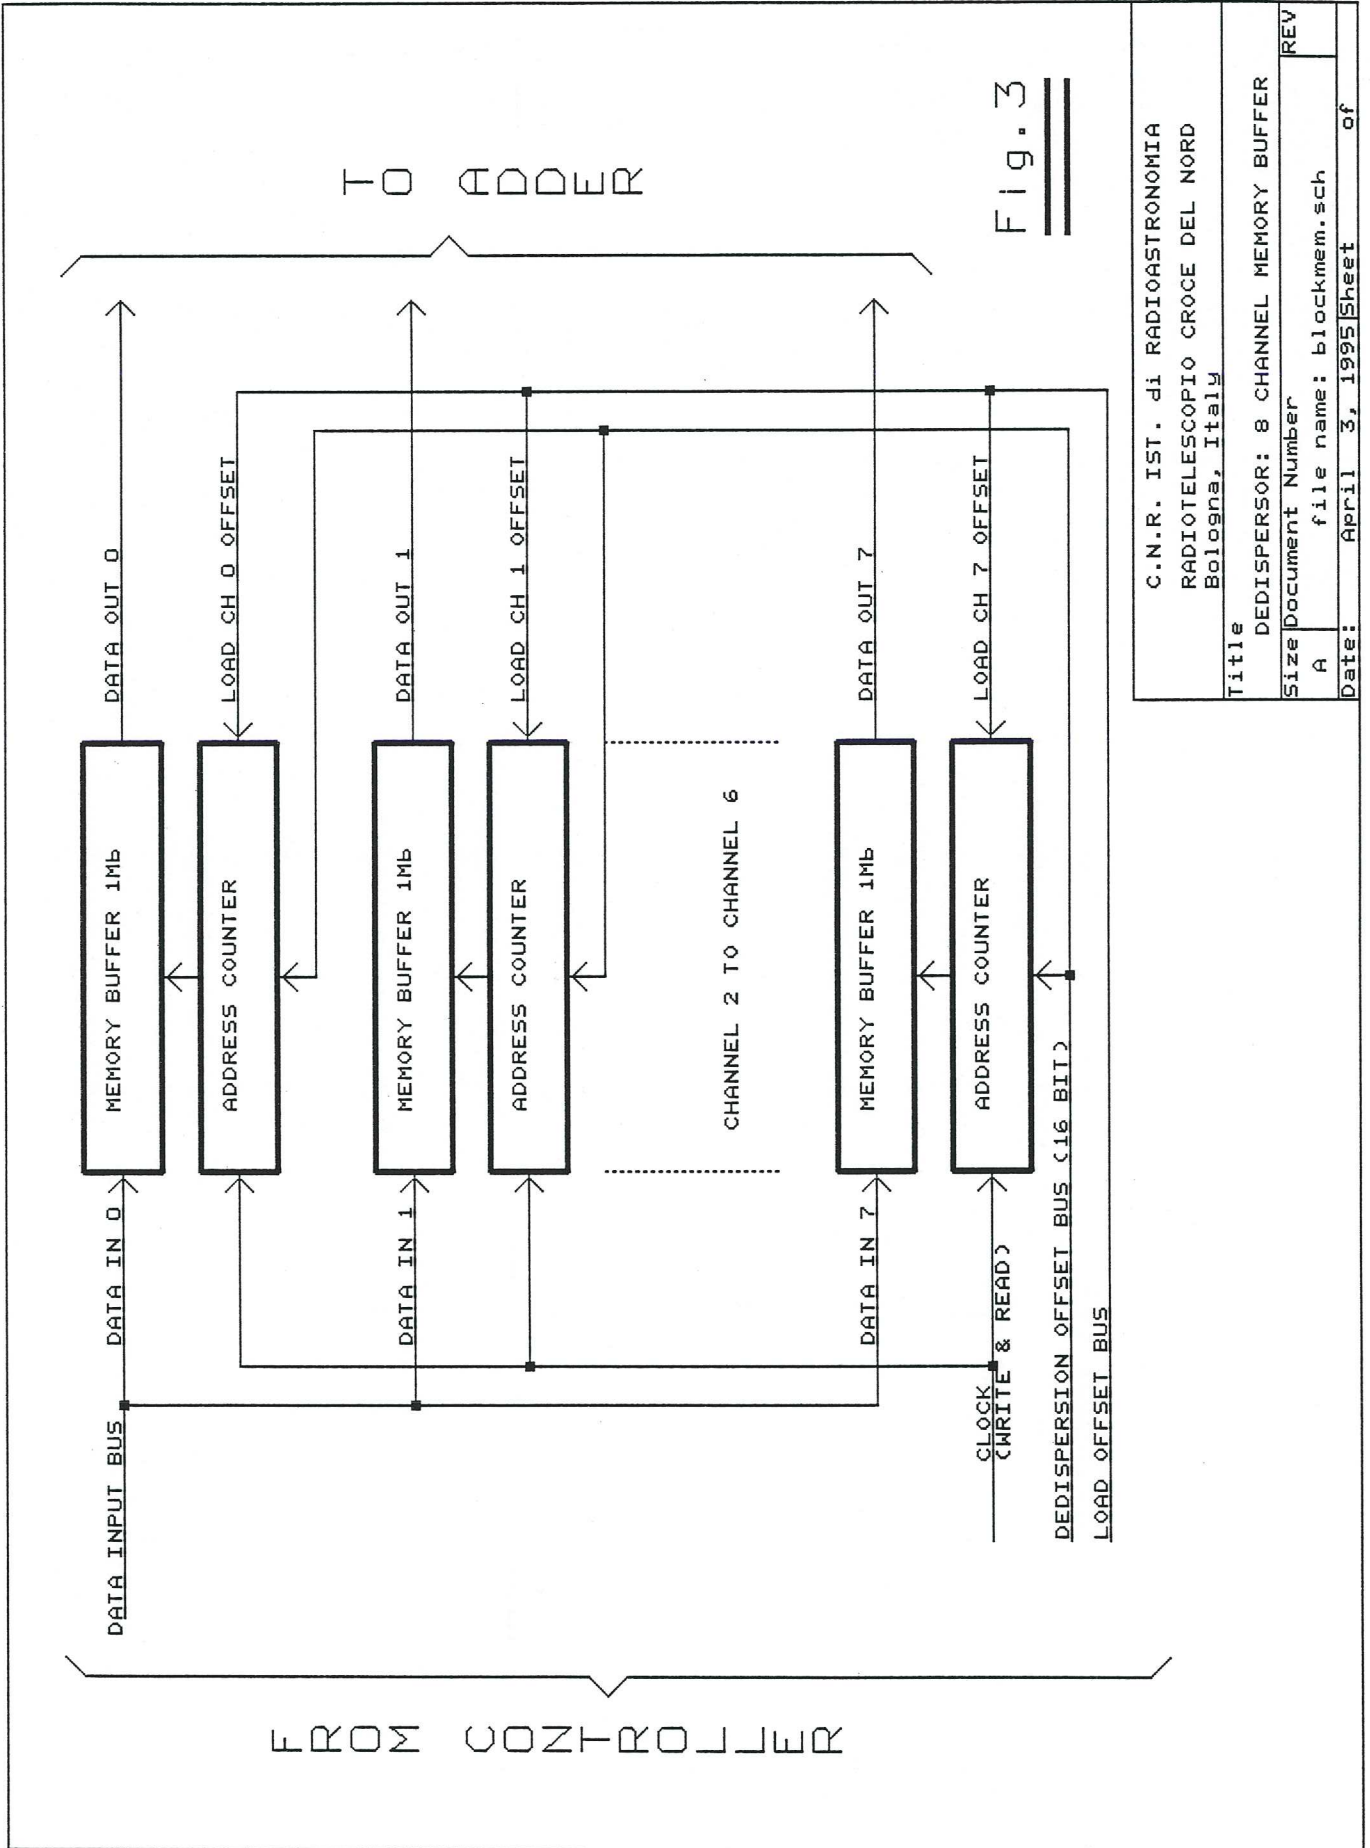 FROM CONTROLLER
TO ADDER
DATA INPUT BUS
DATA IN 0
MEMORY BUFFER 1Mb
DATA OUT 0
ADDRESS COUNTER
LOAD CH 0 OFFSET
DATA IN 1
MEMORY BUFFER 1Mb
DATA OUT 1
ADDRESS COUNTER
LOAD CH 1 OFFSET
CHANNEL 2 TO CHANNEL 6
DATA IN 7
MEMORY BUFFER 1Mb
DATA OUT 7
CLOCK
(WRITE & READ)
ADDRESS COUNTER
LOAD CH 7 OFFSET
DEDISPERSION OFFSET BUS (16 BIT)
LOAD OFFSET BUS
Fig.3
C.N.R. IST. di RADIOASTRONOMIA
RADIOTELESCOPIO CROCE DEL NORD
Bologna, Italy
Title
DEDISPERSOR: 8 CHANNEL MEMORY BUFFER
Size Document Number REV
A file name: blockmem.sch
Date: April 3, 1995 Sheet of